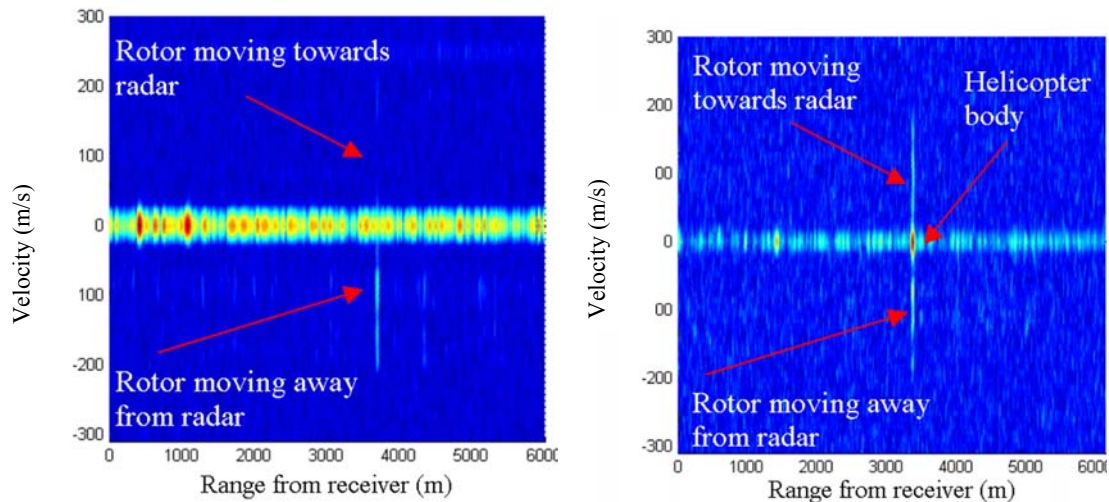 300
200
100
0
100
-200
-300
Velocity (m/s)
Rotor moving towards
radar
Rotor moving away
from radar
0 1000 2000 3000 4000 5000 6000
Range from receiver (m)
300
200
00
0
00
-200
-300
Velocity (m/s)
Rotor moving
towards radar
Helicopter
body
Rotor moving away
from radar
0 1000 2000 3000 4000 5000 6000
Range from receiver (m)